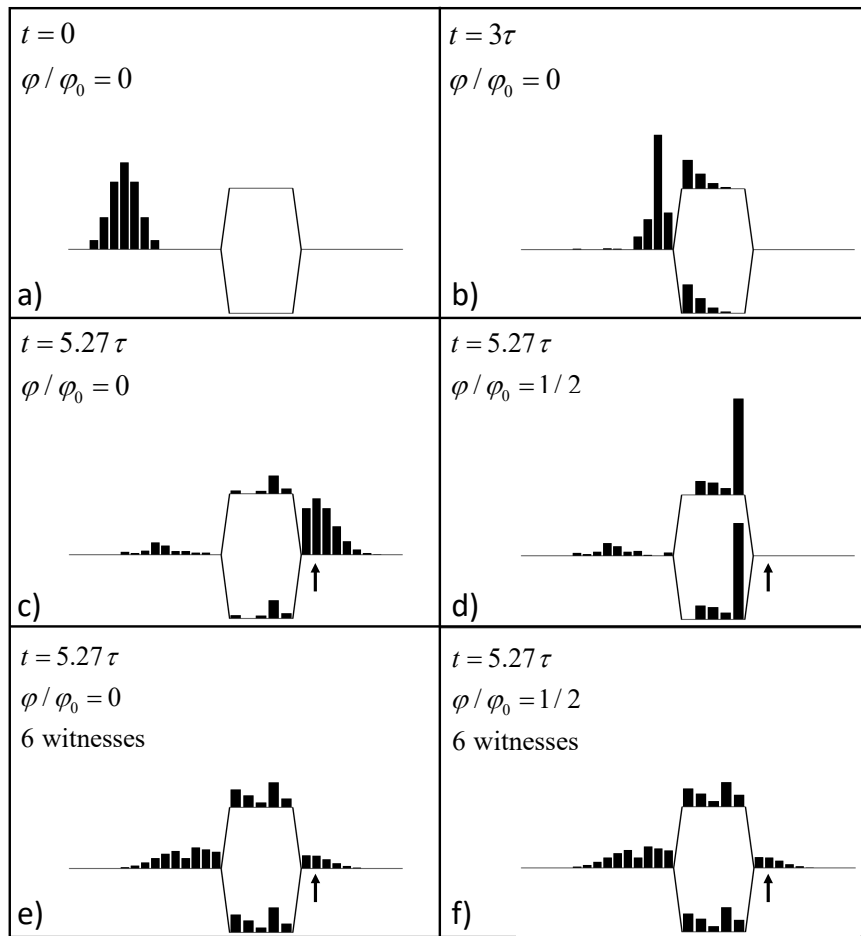 t = 0
φ / φ₀ = 0
a)
t = 3τ
φ / φ₀ = 0
b)
t = 5.27 τ
φ / φ₀ = 0
c)
t = 5.27 τ
φ / φ₀ = 1 / 2
d)
t = 5.27 τ
φ / φ₀ = 0
6 witnesses
e)
t = 5.27 τ
φ / φ₀ = 1 / 2
6 witnesses
f)